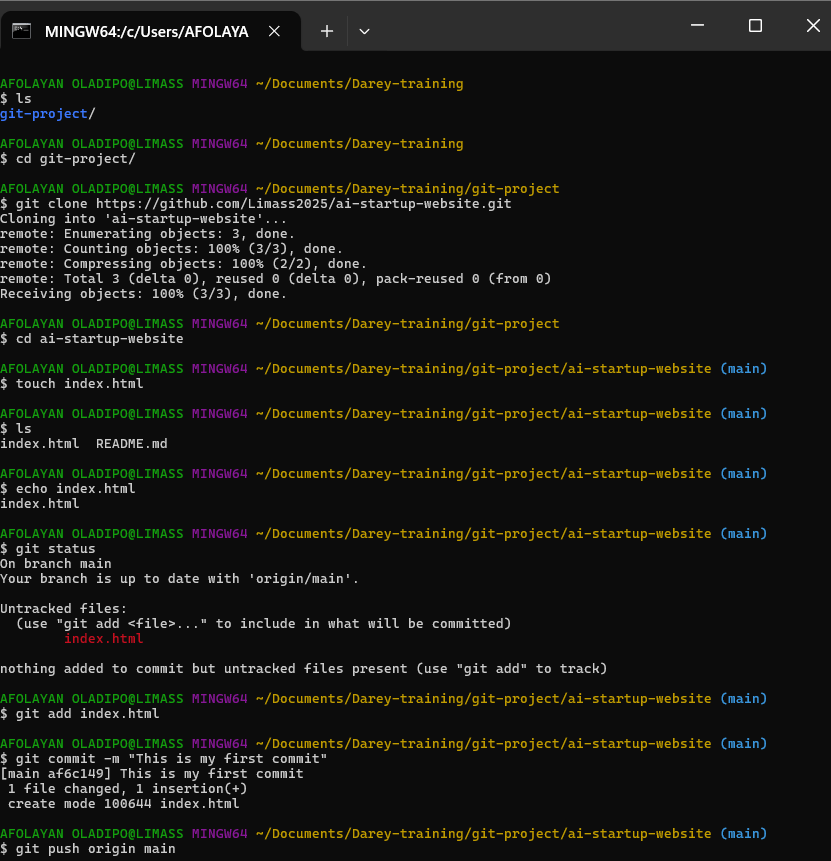 MINGW64:/c/Users/AFOLAYA
AFOLAYAN OLADIPO@LIMASS MINGW64 ~/Documents/Darey-training
$ ls
git-project/
AFOLAYAN OLADIPO@LIMASS MINGW64 ~/Documents/Darey-training
$ cd git-project/
AFOLAYAN OLADIPO@LIMASS MINGW64 ~/Documents/Darey-training/git-project
$ git clone https://github.com/Limass2025/ai-startup-website.git
Cloning into 'ai-startup-website'...
remote: Enumerating objects: 3, done.
remote: Counting objects: 100% (3/3), done.
remote: Compressing objects: 100% (2/2), done.
remote: Total 3 (delta 0), reused 0 (delta 0), pack-reused 0 (from 0)
Receiving objects: 100% (3/3), done.
AFOLAYAN OLADIPO@LIMASS MINGW64 ~/Documents/Darey-training/git-project
$ cd ai-startup-website
AFOLAYAN OLADIPO@LIMASS MINGW64 ~/Documents/Darey-training/git-project/ai-startup-website (main)
$ touch index.html
AFOLAYAN OLADIPO@LIMASS MINGW64 ~/Documents/Darey-training/git-project/ai-startup-website (main)
$ ls
index.html  README.md
AFOLAYAN OLADIPO@LIMASS MINGW64 ~/Documents/Darey-training/git-project/ai-startup-website (main)
$ echo index.html
index.html
AFOLAYAN OLADIPO@LIMASS MINGW64 ~/Documents/Darey-training/git-project/ai-startup-website (main)
$ git status
On branch main
Your branch is up to date with 'origin/main'.
Untracked files:
  (use "git add <file>..." to include in what will be committed)
        index.html
nothing added to commit but untracked files present (use "git add" to track)
AFOLAYAN OLADIPO@LIMASS MINGW64 ~/Documents/Darey-training/git-project/ai-startup-website (main)
$ git add index.html
AFOLAYAN OLADIPO@LIMASS MINGW64 ~/Documents/Darey-training/git-project/ai-startup-website (main)
$ git commit -m "This is my first commit"
[main af6c149] This is my first commit
 1 file changed, 1 insertion(+)
 create mode 100644 index.html
AFOLAYAN OLADIPO@LIMASS MINGW64 ~/Documents/Darey-training/git-project/ai-startup-website (main)
$ git push origin main